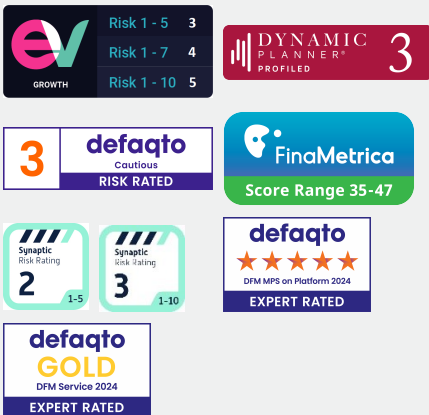 ev
GROWTH
Risk 1 - 5 3
Risk 1 - 7 4
Risk 1 - 10 5
DYNAMIC
PLANNER®
PROFILED
3
3
defaqto
Cautious
RISK RATED
FinaMetrica
Score Range 35-47
Synaptic
Risk Rating
2
1-5
Synaptic
Risk Rating
3
1-10
defaqto
DFM MPS on Platform 2024
EXPERT RATED
defaqto
GOLD
DFM Service 2024
EXPERT RATED